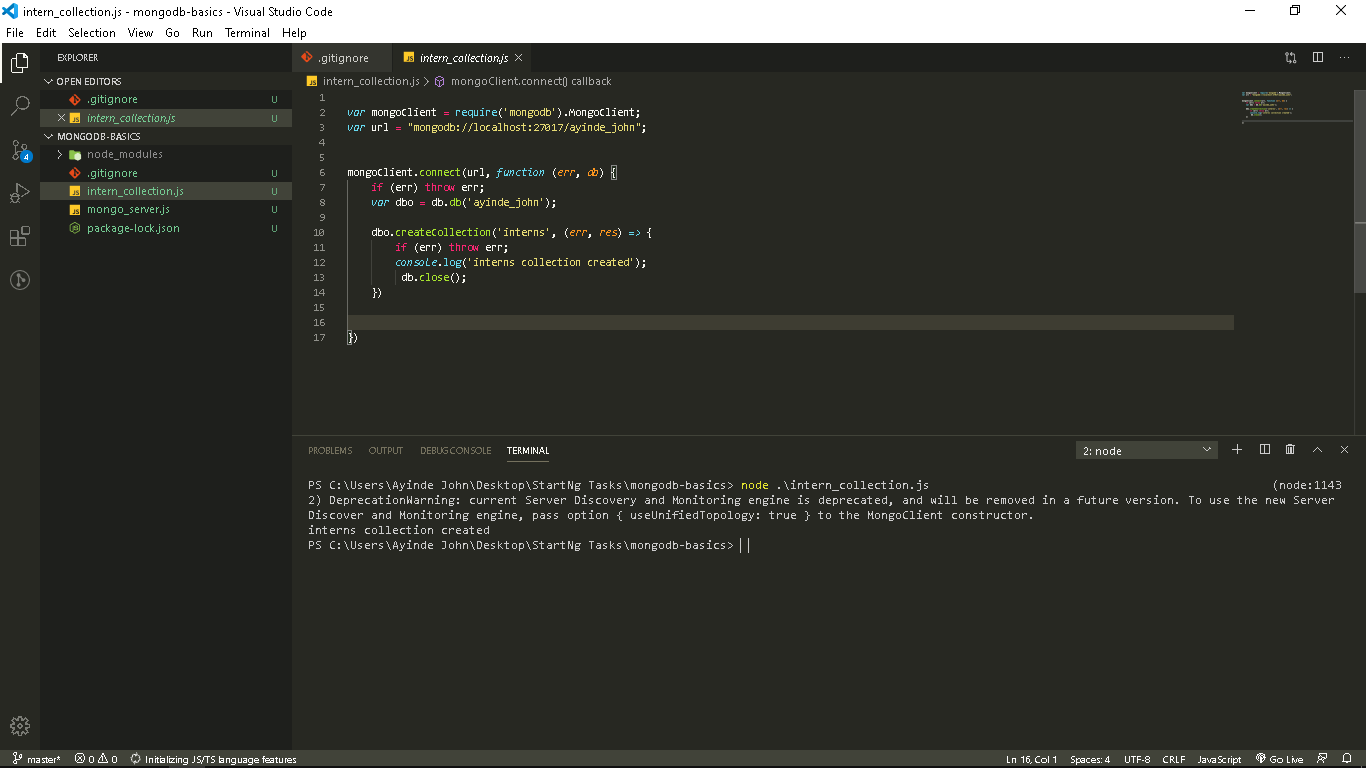 intern_collection.js - mongodb-basics - Visual Studio Code
File Edit Selection View Go Run Terminal Help
EXPLORER
OPEN EDITORS
.gitignore U
intern_collection.js U
MONGODB-BASICS
node_modules
.gitignore U
intern_collection.js U
mongo_server.js U
package-lock.json U
4
.gitignore intern_collection.js
intern_collection.js > mongoClient.connect() callback
1
2 var mongoClient = require('mongodb').MongoClient;
3 var url = "mongodb://localhost:27017/ayinde_john";
4
5
6 mongoClient.connect(url, function (err, db) {
7 if (err) throw err;
8 var dbo = db.db('ayinde_john');
9
10 dbo.createCollection('interns', (err, res) => {
11 if (err) throw err;
12 console.log('interns collection created');
13 db.close();
14 })
15
16
17 })
PROBLEMS OUTPUT DEBUG CONSOLE TERMINAL 2: node
PS C:\Users\Ayinde John\Desktop\StartNg Tasks\mongodb-basics> node .\intern_collection.js (node:1143
2) DeprecationWarning: current Server Discovery and Monitoring engine is deprecated, and will be removed in a future version. To use the new Server
Discover and Monitoring engine, pass option { useUnifiedTopology: true } to the MongoClient constructor.
interns collection created
PS C:\Users\Ayinde John\Desktop\StartNg Tasks\mongodb-basics>
master* 0 0 Initializing JS/TS language features Ln 16, Col 1 Spaces: 4 UTF-8 CRLF JavaScript Go Live